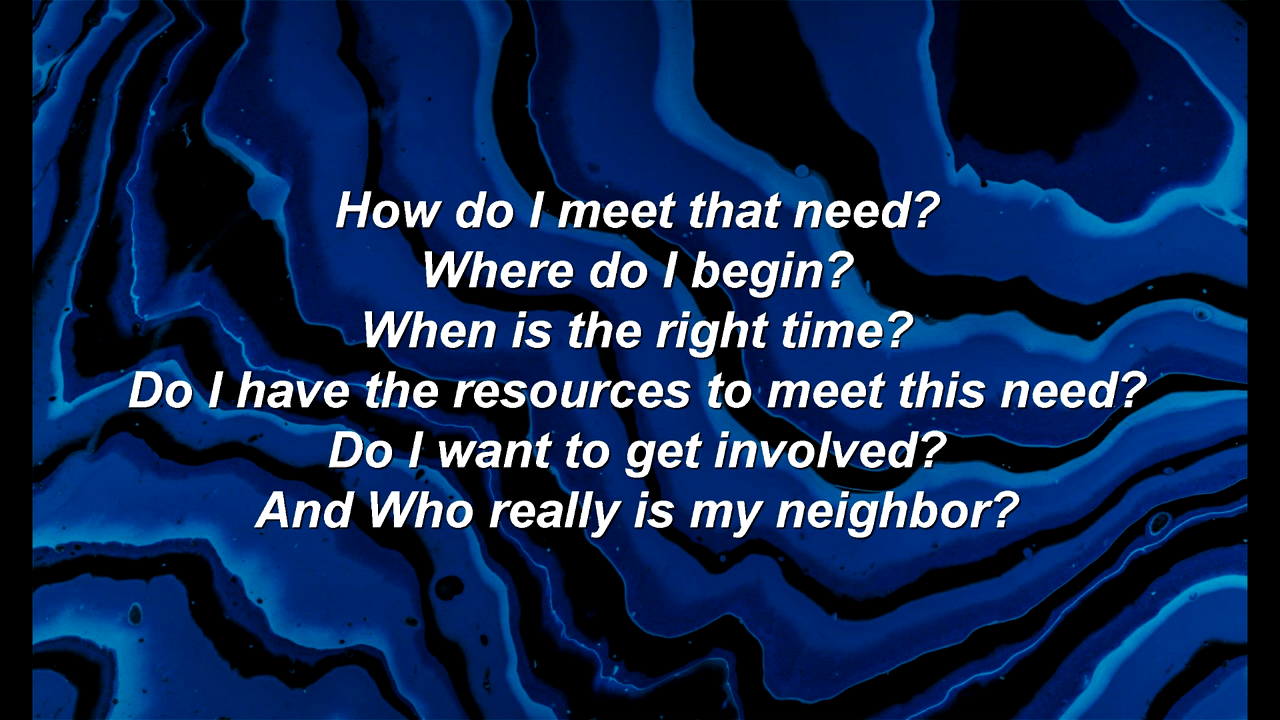 How do I meet that need?
Where do I begin?
When is the right time?
Do I have the resources to meet this need?
Do I want to get involved?
And Who really is my neighbor?